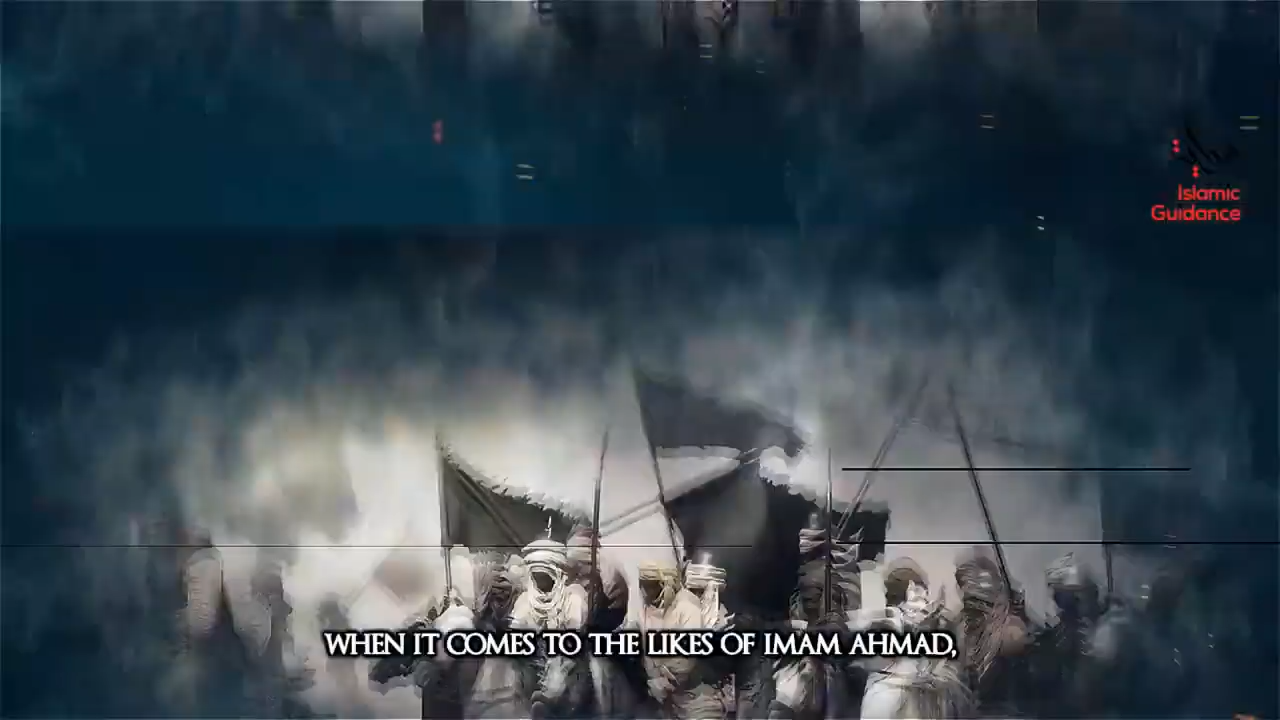 Islamic
Guidance
WHEN IT COMES TO THE LIKES OF IMAM AHMAD,